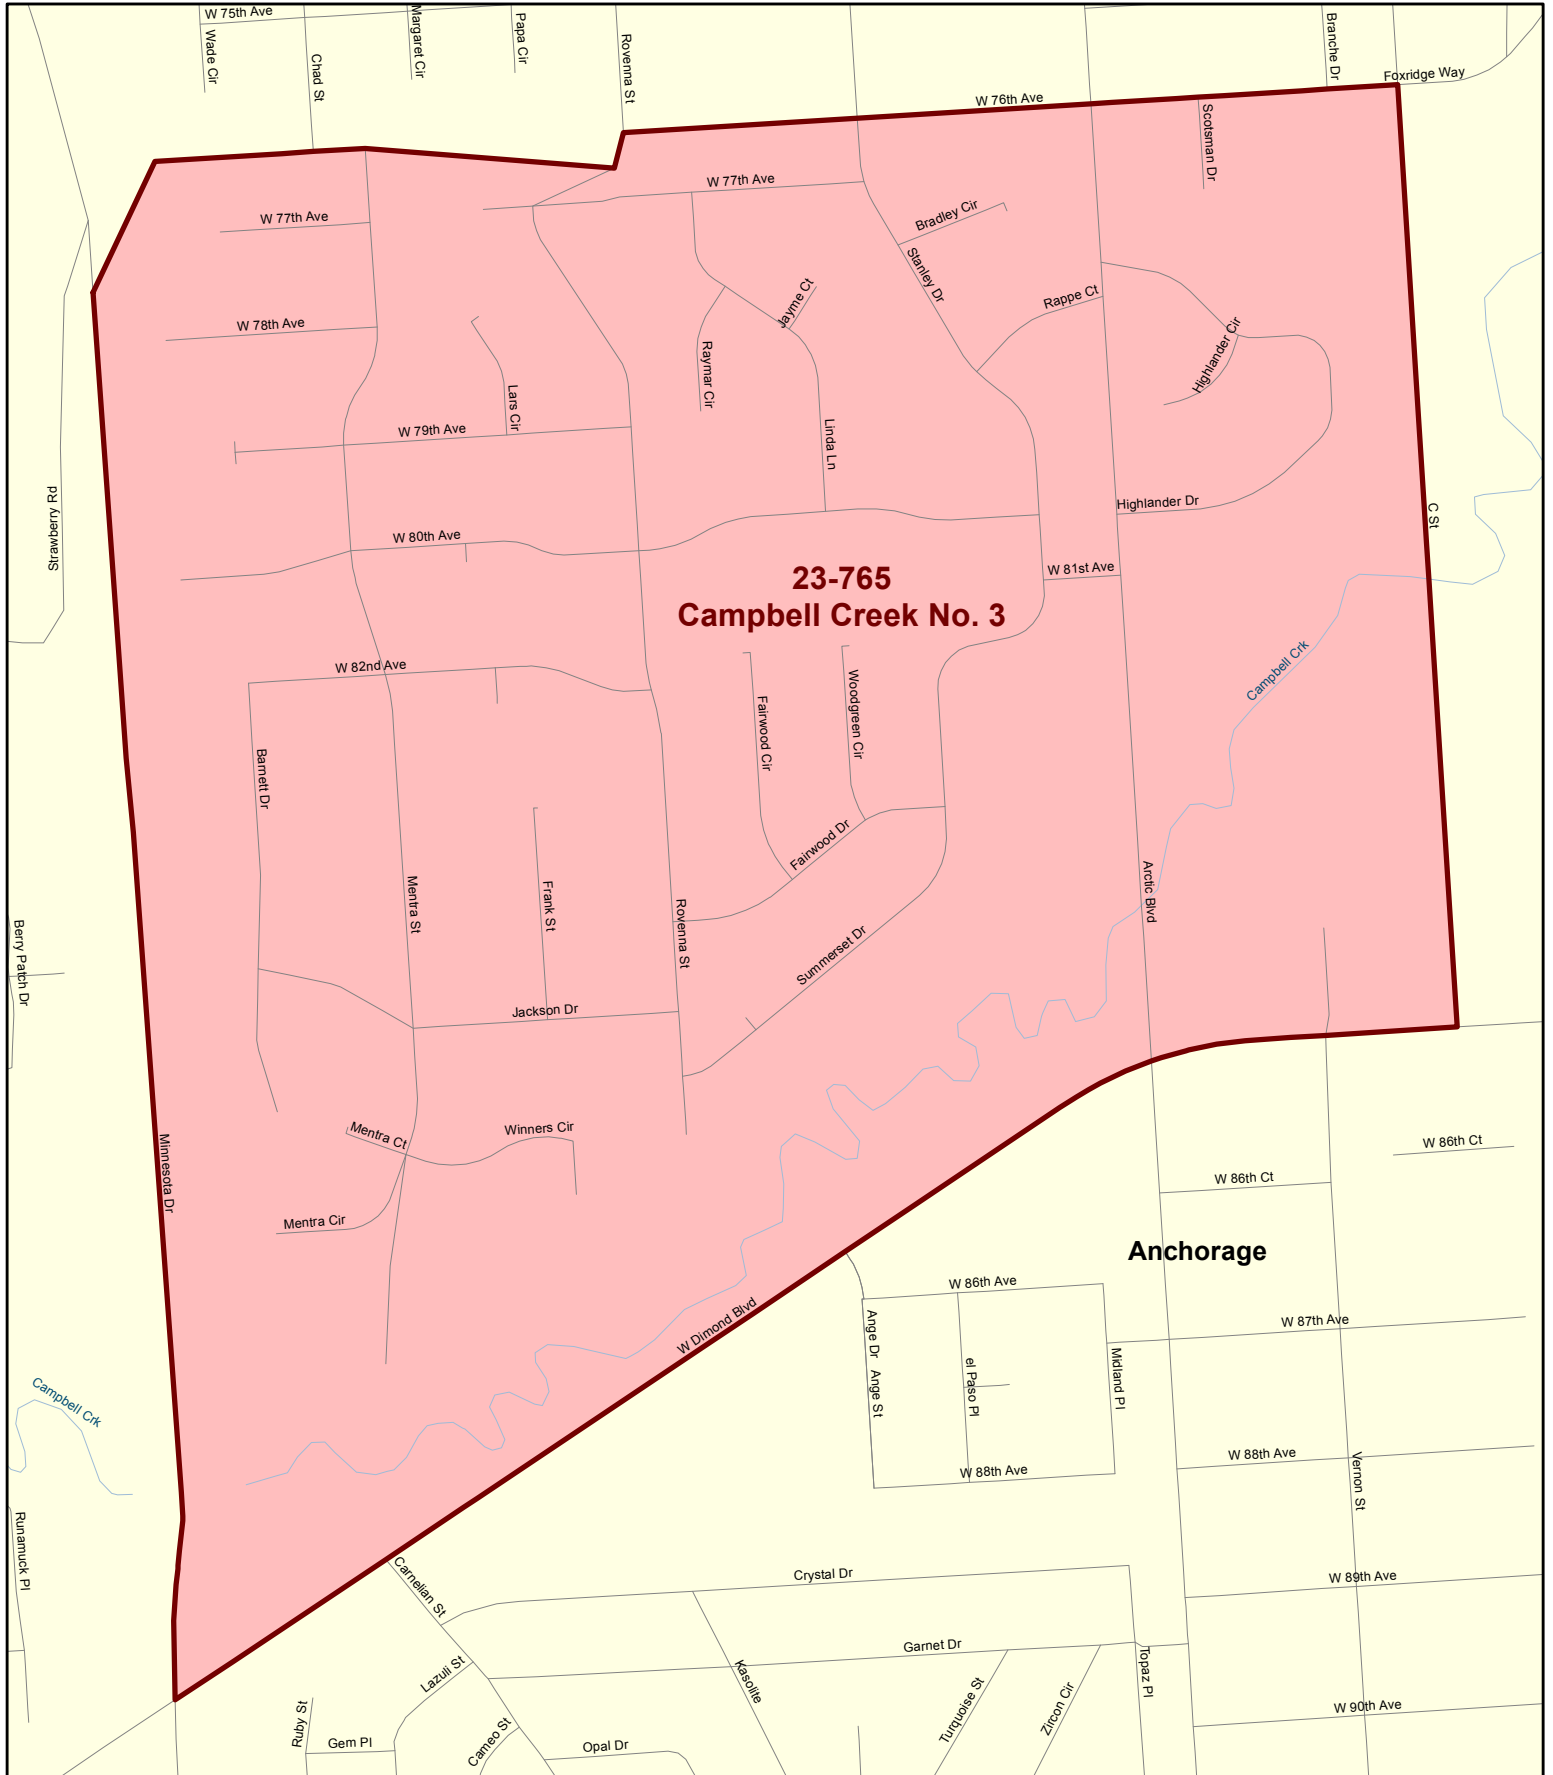 W 75th Ave
Wade Cir
Chad St
Margaret Cir
Papa Cir
Rovenna St
Branche Dr
Foxridge Way
W 76th Ave
Scotsman Dr
W 77th Ave
W 77th Ave
Bradley Cir
Stanley Dr
Rappe Ct
Jayme Ct
W 78th Ave
Raymar Cir
Highlander Cir
Lars Cir
W 79th Ave
Linda Ln
Strawberry Rd
Highlander Dr
C St
W 80th Ave
W 81st Ave
23-765
Campbell Creek No. 3
W 82nd Ave
Campbell Crk
Fairwood Cir
Woodgreen Cir
Barnett Dr
Fairwood Dr
Mentra St
Frank St
Rovenna St
Arctic Blvd
Summerset Dr
Berry Patch Dr
Jackson Dr
Minnesota Dr
Mentra Ct
Winners Cir
W 86th Ct
W 86th Ct
Mentra Cir
Anchorage
W 86th Ave
W Dimond Blvd
Ange Dr
Ange St
el Paso Pl
Midland Pl
W 87th Ave
Campbell Crk
W 88th Ave
W 88th Ave
Vernon St
Runamuck Pl
Carnelian St
Crystal Dr
W 89th Ave
Garnet Dr
Lazuli St
Kasolite
Topaz Pl
Turquoise St
Zircon Cir
Ruby St
W 90th Ave
Gem Pl
Cameo St
Opal Dr